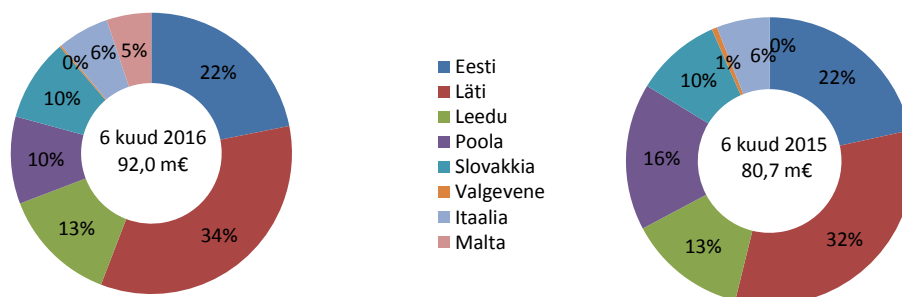 22%
34%
13%
10%
10%
0%
6%
5%
6 kuud 2016
92,0 m€
Eesti
Läti
Leedu
Poola
Slovakkia
Valgevene
Itaalia
Malta
22%
32%
13%
16%
10%
1%
6%
0%
6 kuud 2015
80,7 m€